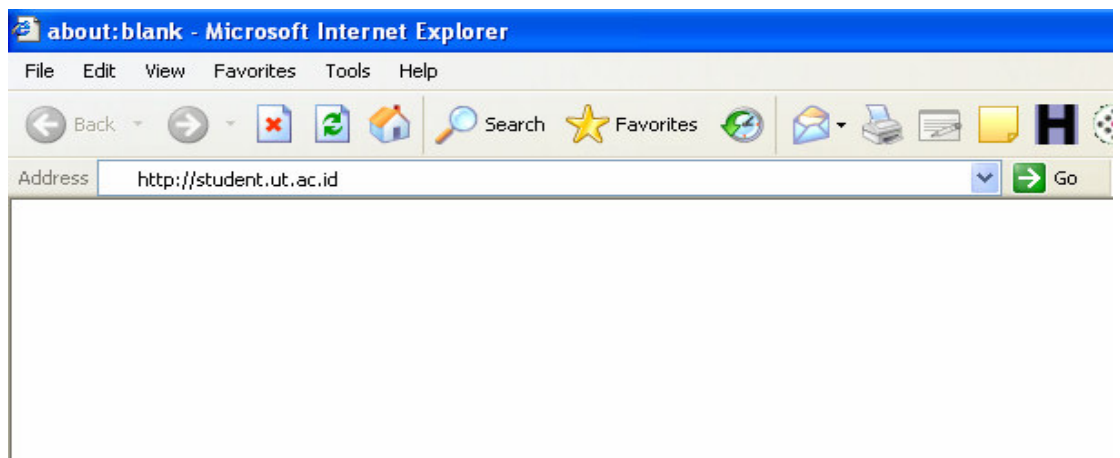 about:blank - Microsoft Internet Explorer
File Edit View Favorites Tools Help
Back Search Favorites
Address http://student.ut.ac.id Go